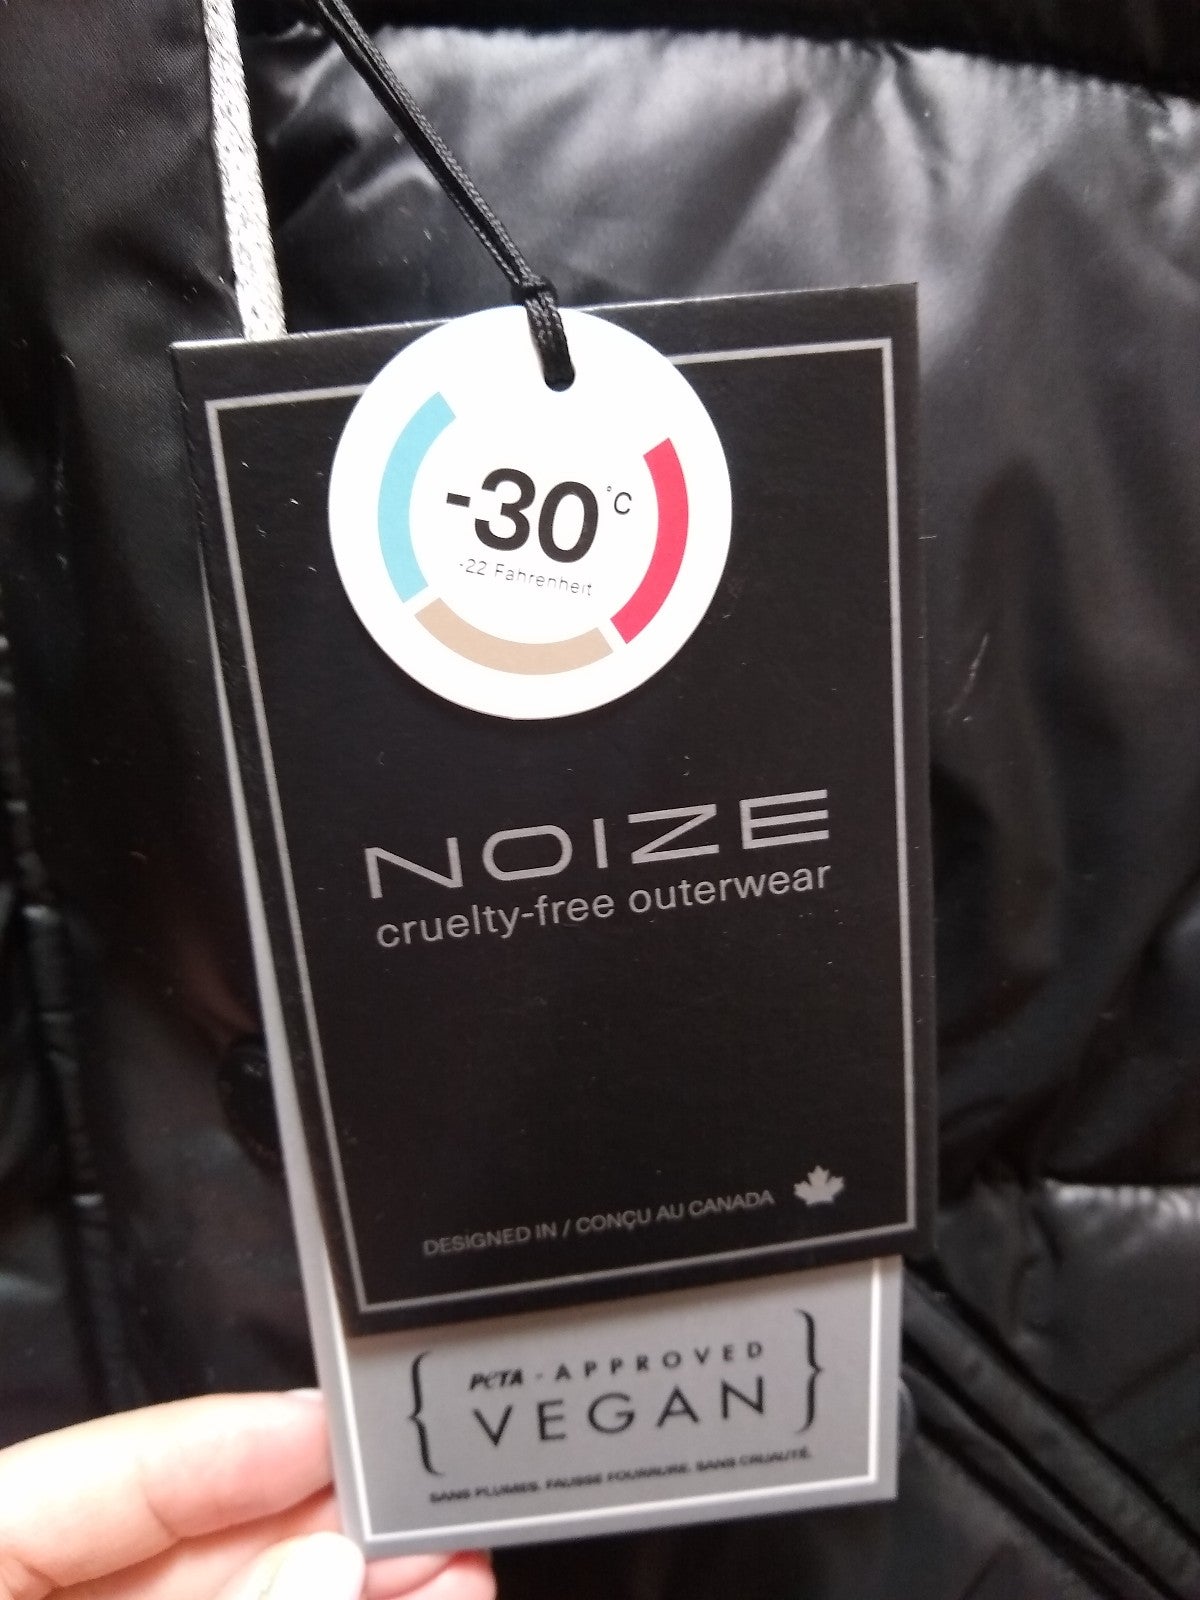 -30°C
-22 Fahrenheit
NOIZE
cruelty-free outerwear
DESIGNED IN / CONÇU AU CANADA
PETA - APPROVED
VEGAN
SANS PLUMES. FAUSSE FOURRURE. SANS CRUAUTÉ.